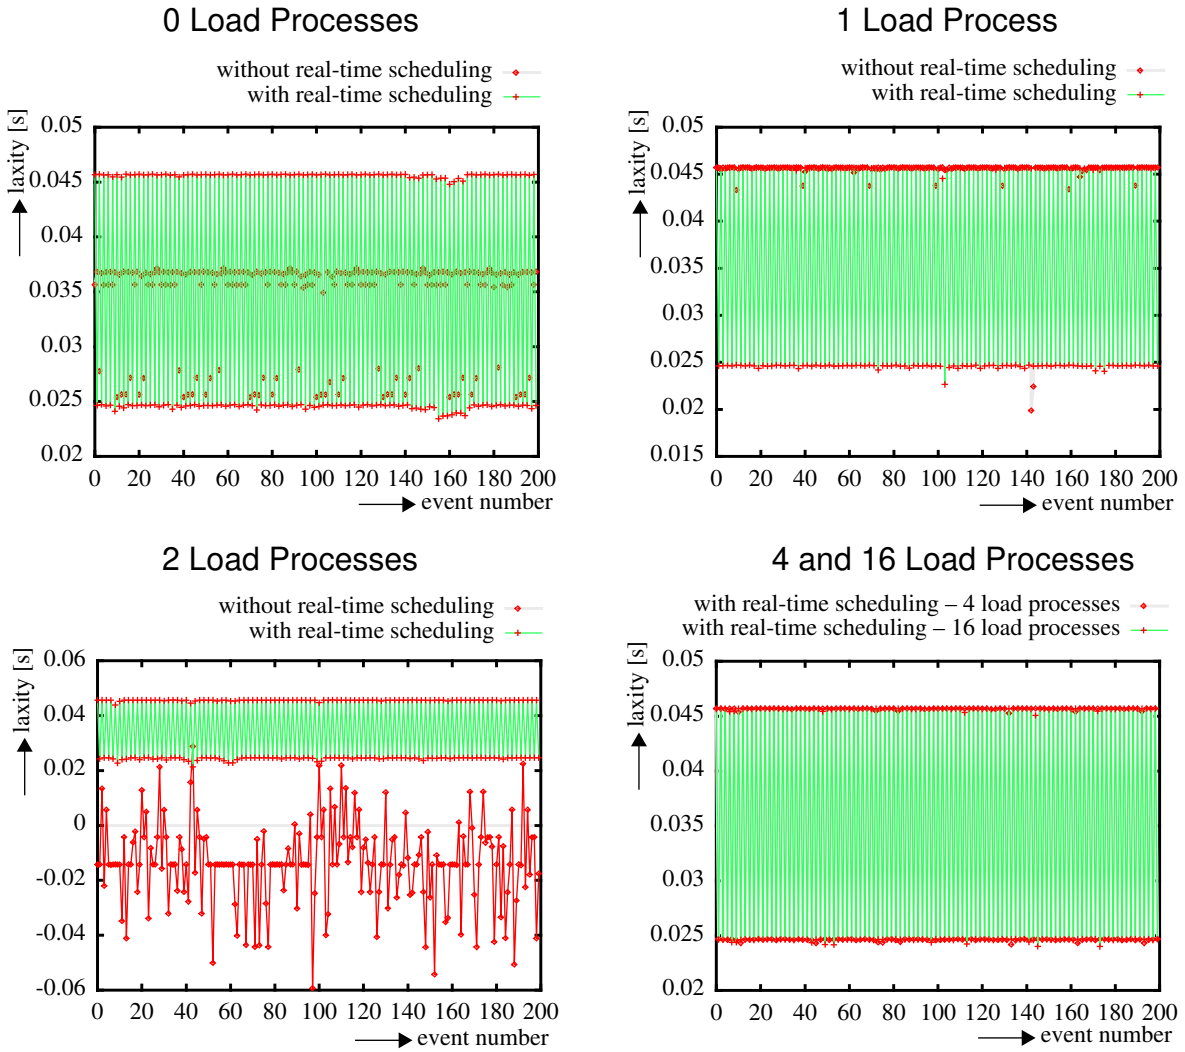 0 Load Processes
without real-time scheduling
with real-time scheduling
laxity [s]
0.05
0.045
0.04
0.035
0.03
0.025
0.02
0 20 40 60 80 100 120 140 160 180 200
event number
1 Load Process
without real-time scheduling
with real-time scheduling
laxity [s]
0.05
0.045
0.04
0.035
0.03
0.025
0.02
0.015
0 20 40 60 80 100 120 140 160 180 200
event number
2 Load Processes
without real-time scheduling
with real-time scheduling
laxity [s]
0.06
0.04
0.02
0
-0.02
-0.04
-0.06
0 20 40 60 80 100 120 140 160 180 200
event number
4 and 16 Load Processes
with real-time scheduling – 4 load processes
with real-time scheduling – 16 load processes
laxity [s]
0.05
0.045
0.04
0.035
0.03
0.025
0.02
0 20 40 60 80 100 120 140 160 180 200
event number